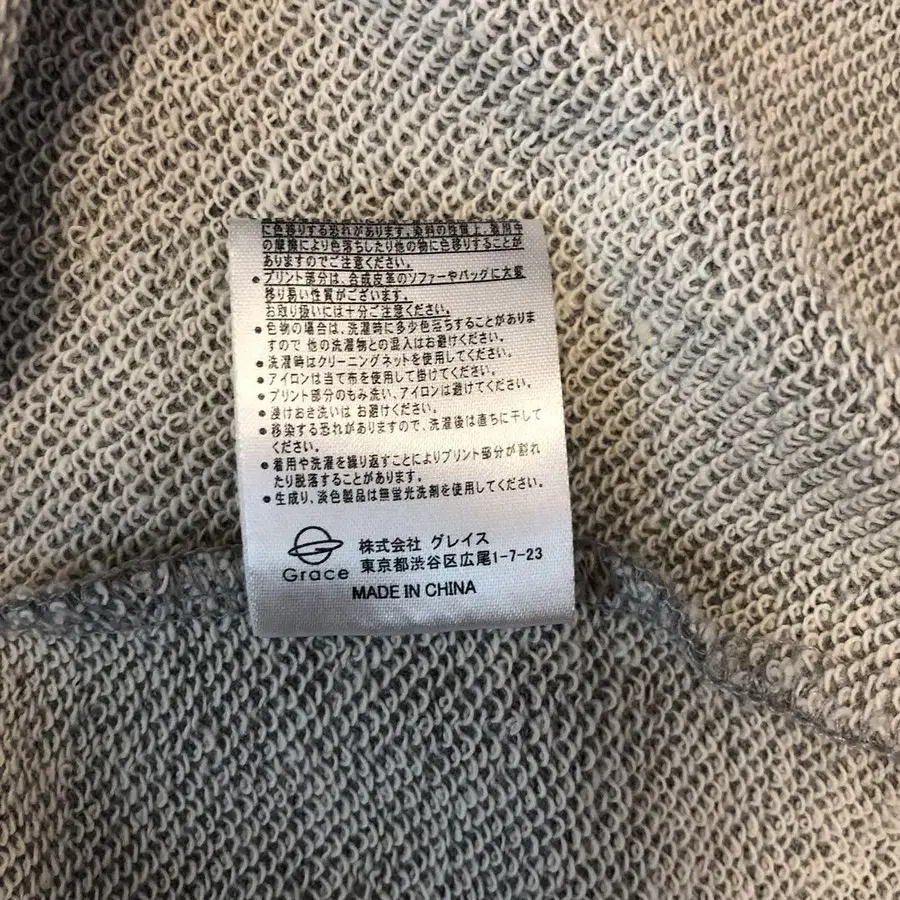 に色移りする恐れがあります。染料の性質上、着用中
の摩擦により色落ちしたり他の物に色移りすることが
ありますのでご注意ください。
●プリント部分は、合成皮革のソファーやバッグに大変
移り易い性質がございます。
お取り扱いには十分ご注意ください。
●色物の場合は、洗濯時に多少色落ちすることがありま
すので 他の洗濯物との混入はお避けください。
●洗濯時はクリーニングネットを使用してください。
●アイロンは当て布を使用して掛けてください。
●プリント部分のもみ洗い、アイロンは避けてください。
●浸けおき洗いは お避けください。
●移染する恐れがありますので、洗濯後は直ちに干して
ください。
●着用や洗濯を繰り返すことによりプリント部分が割れ
たり脱落することがあります。
●生成り、淡色製品は無蛍光洗剤を使用してください。
Grace
株式会社 グレイス
東京都渋谷区広尾1-7-23
MADE IN CHINA